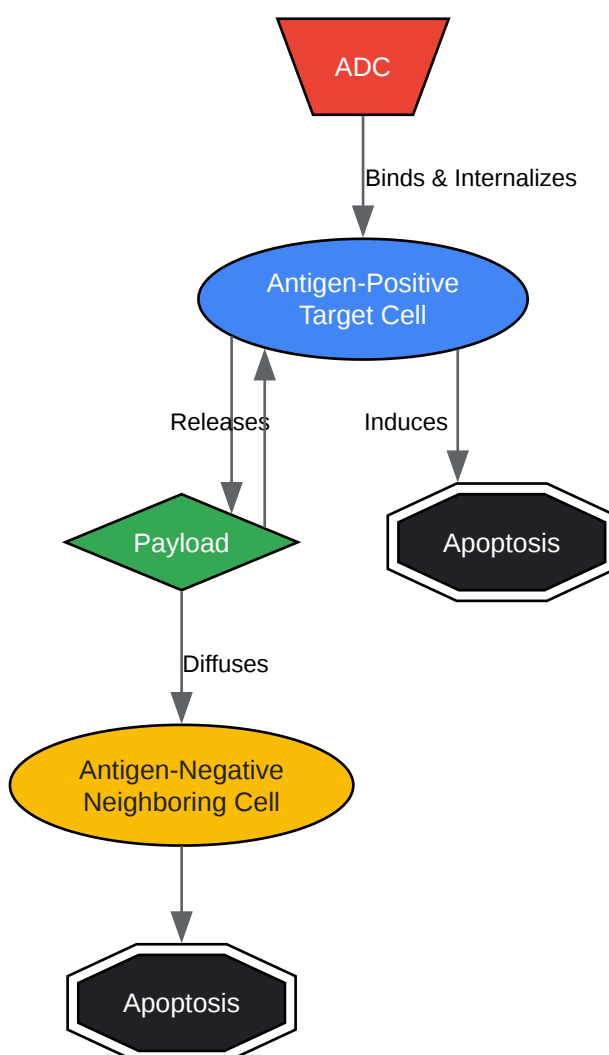 ADC
Binds & Internalizes
Antigen-Positive
Target Cell
Releases
Induces
Payload
Apoptosis
Diffuses
Antigen-Negative
Neighboring Cell
Apoptosis